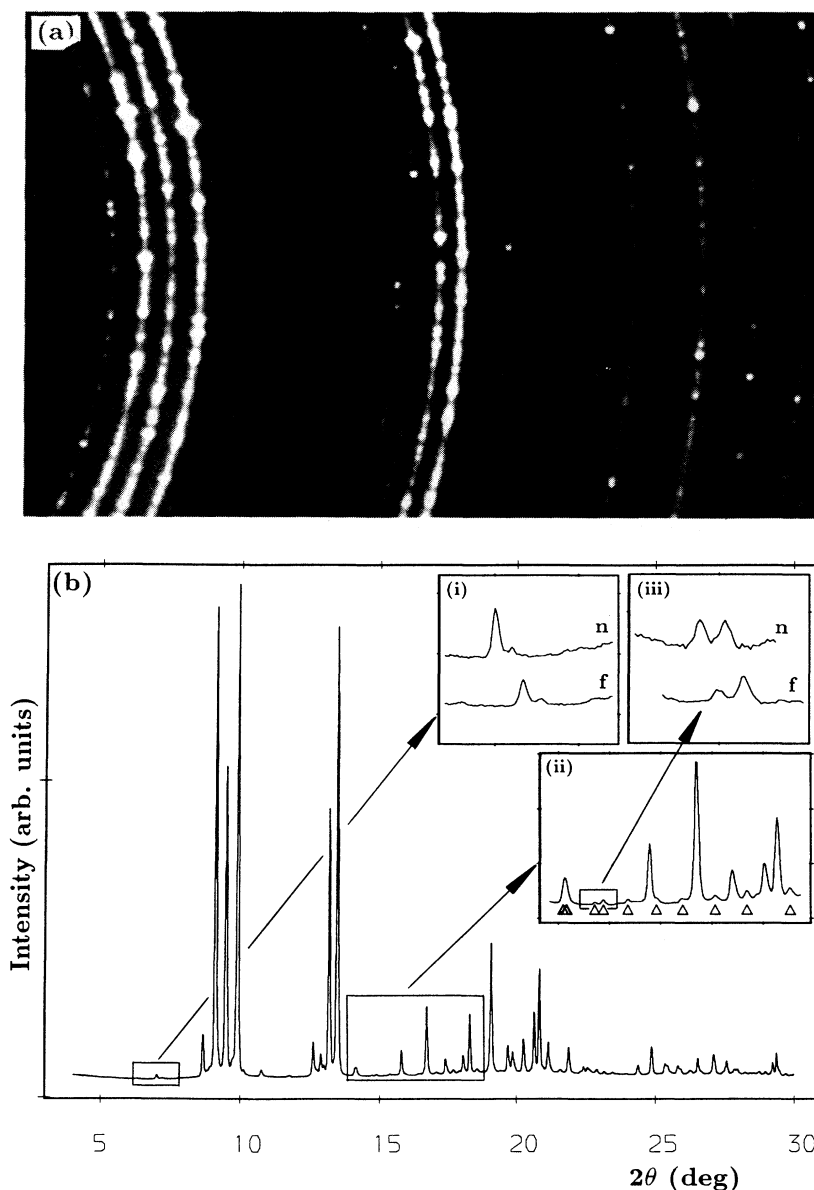 (a)
(b)
(i)
n
f
(iii)
n
f
(ii)
Intensity (arb. units)
5 10 15 20 25 30
2θ (deg)